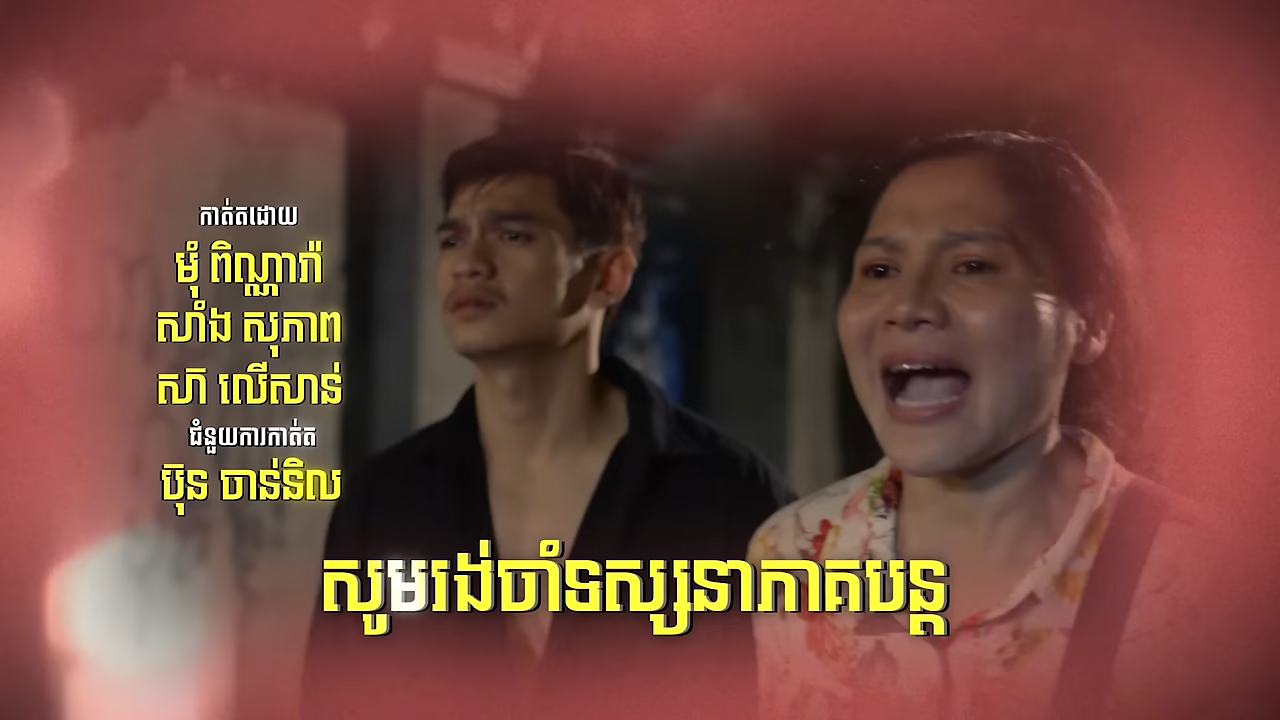 កាត់តដោយ
មុំ ពិណ្ណារ៉ា
សាំង សុភាព
ស៊ា លើសាន់
ជំនួយការកាត់ត
ប៊ុន ចាន់និល
សូមរង់ចាំទស្សនាភាគបន្ត